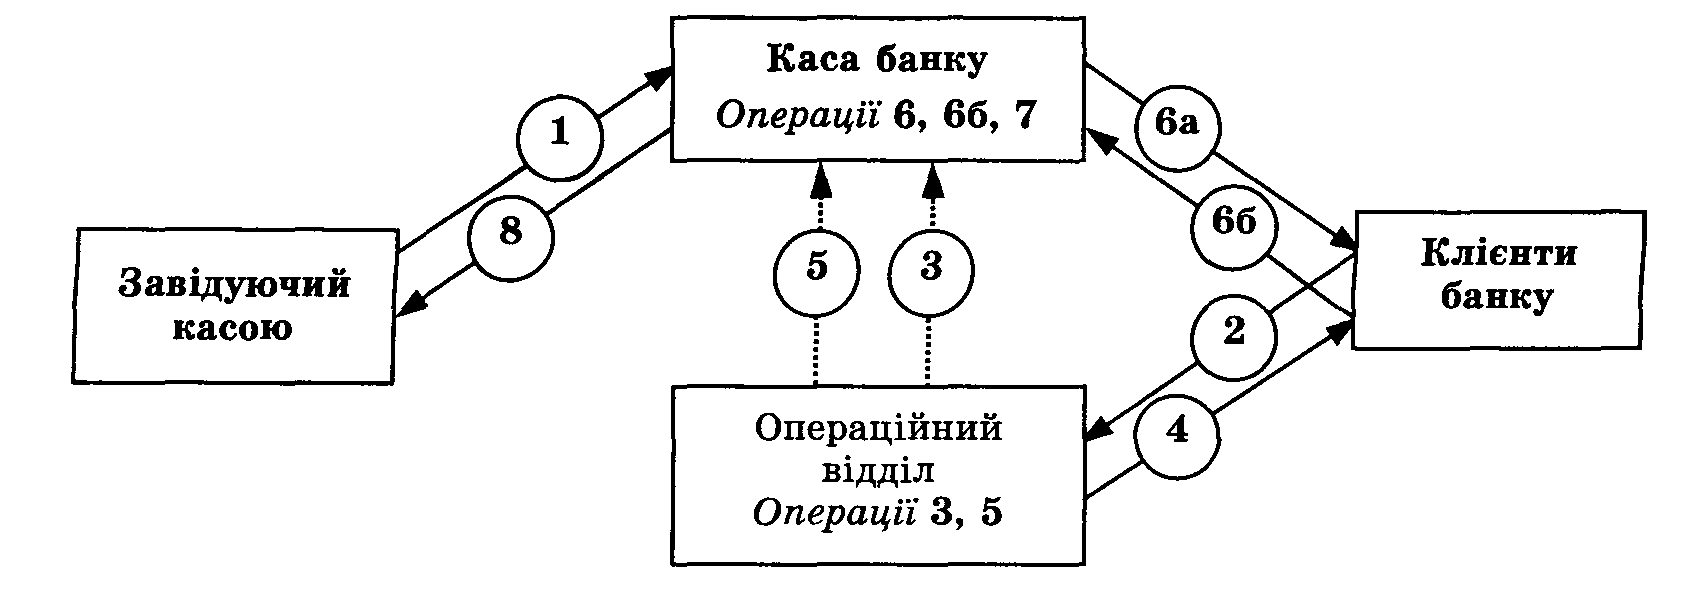 Каса банку
Операції 6, 6б, 7
1
6а
8
6б
5
3
Завідуючий
касою
Клієнти
банку
2
4
Операційний
відділ
Операції 3, 5